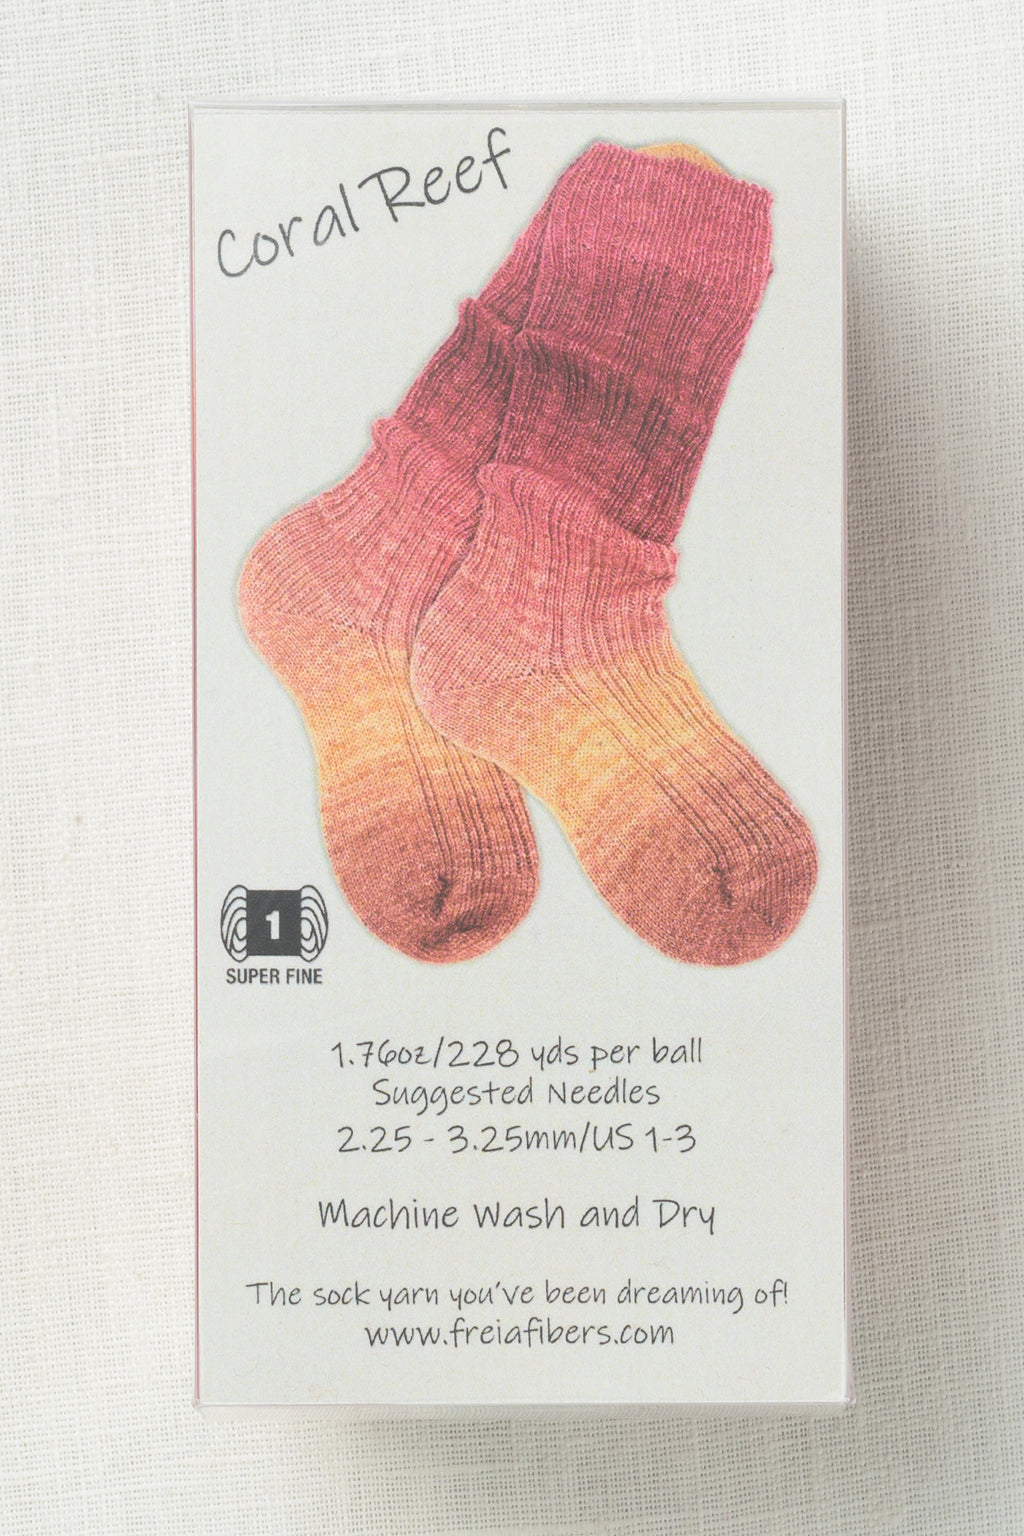 Coral Reef
1
SUPER FINE
1.76oz/228 yds per ball
Suggested Needles
2.25 - 3.25mm/US 1-3
Machine Wash and Dry
The sock yarn you've been dreaming of!
www.freiafibers.com